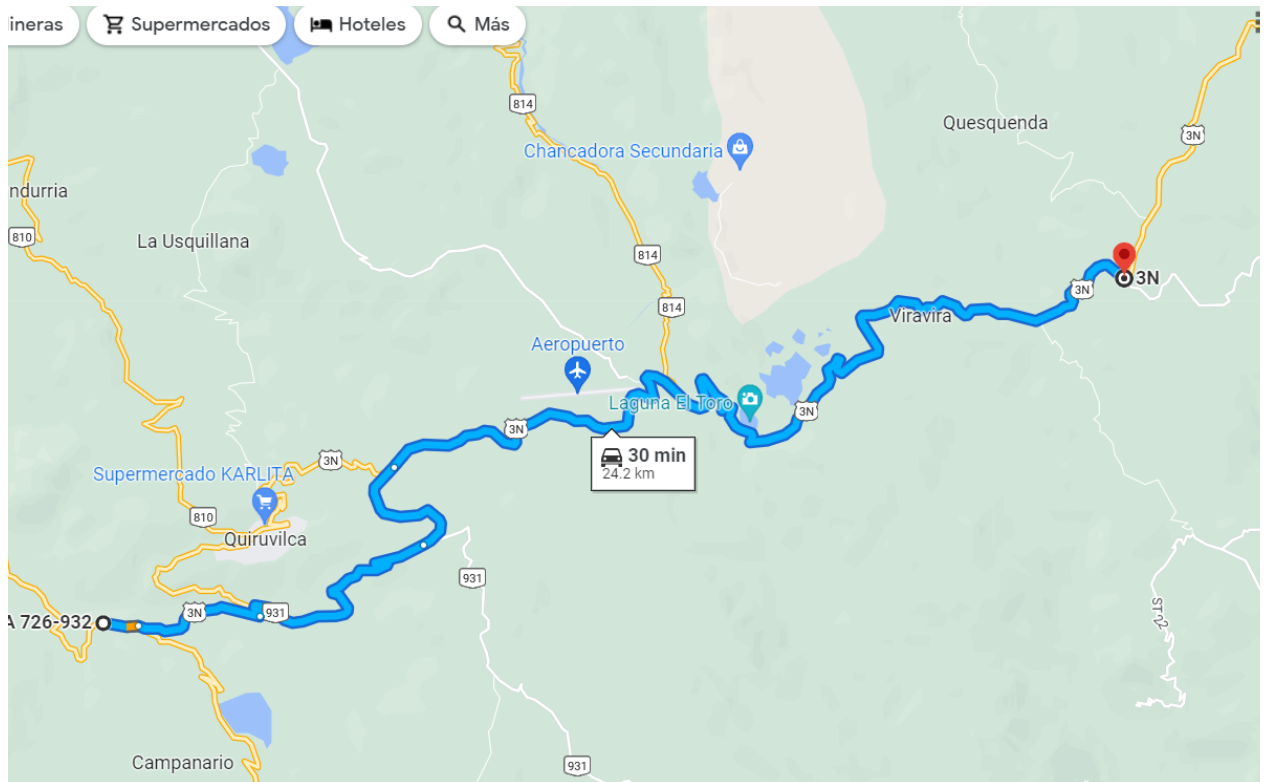 ineras
Supermercados
Hoteles
Más
814
3N
Quesquenda
Chancadora Secundaria
ndurria
810
La Usquillana
814
3N
3N
814
Viravira
Aeropuerto
Laguna El Toro
3N
3N
30 min
24.2 km
3N
Supermercado KARLITA
810
Quiruvilca
931
ST-22
3N
931
A 726-932
Campanario
931